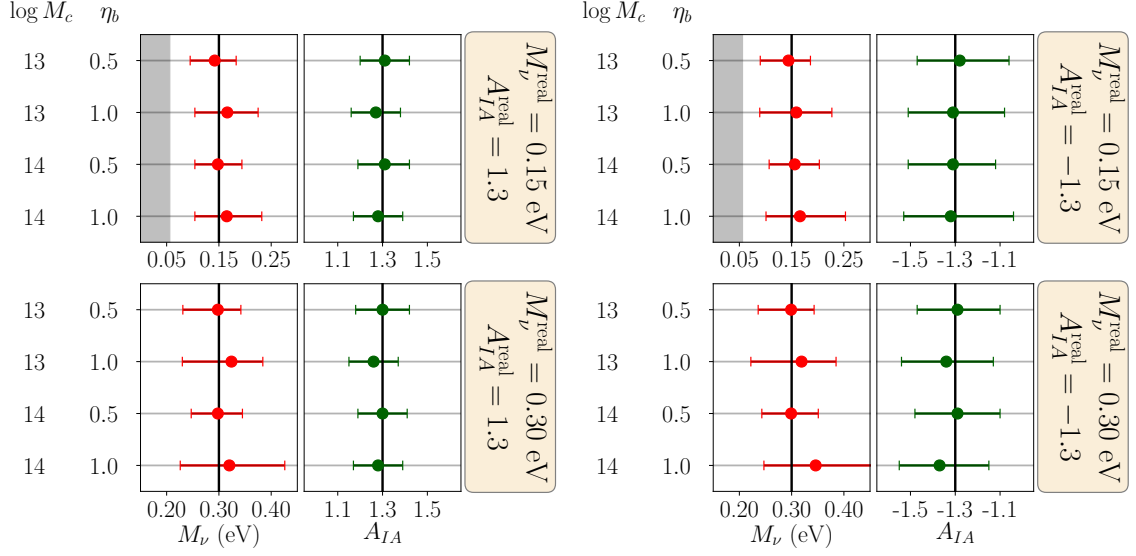 log M_c η_b
13 0.5
13 1.0
14 0.5
14 1.0
0.05 0.15 0.25
1.1 1.3 1.5
M_ν^real = 0.15 eV
A_IA^real = 1.3
13 0.5
13 1.0
14 0.5
14 1.0
0.20 0.30 0.40
M_ν (eV)
1.1 1.3 1.5
A_IA
M_ν^real = 0.30 eV
A_IA^real = 1.3
log M_c η_b
13 0.5
13 1.0
14 0.5
14 1.0
0.05 0.15 0.25
-1.5 -1.3 -1.1
M_ν^real = 0.15 eV
A_IA^real = −1.3
13 0.5
13 1.0
14 0.5
14 1.0
0.20 0.30 0.40
M_ν (eV)
-1.5 -1.3 -1.1
A_IA
M_ν^real = 0.30 eV
A_IA^real = −1.3